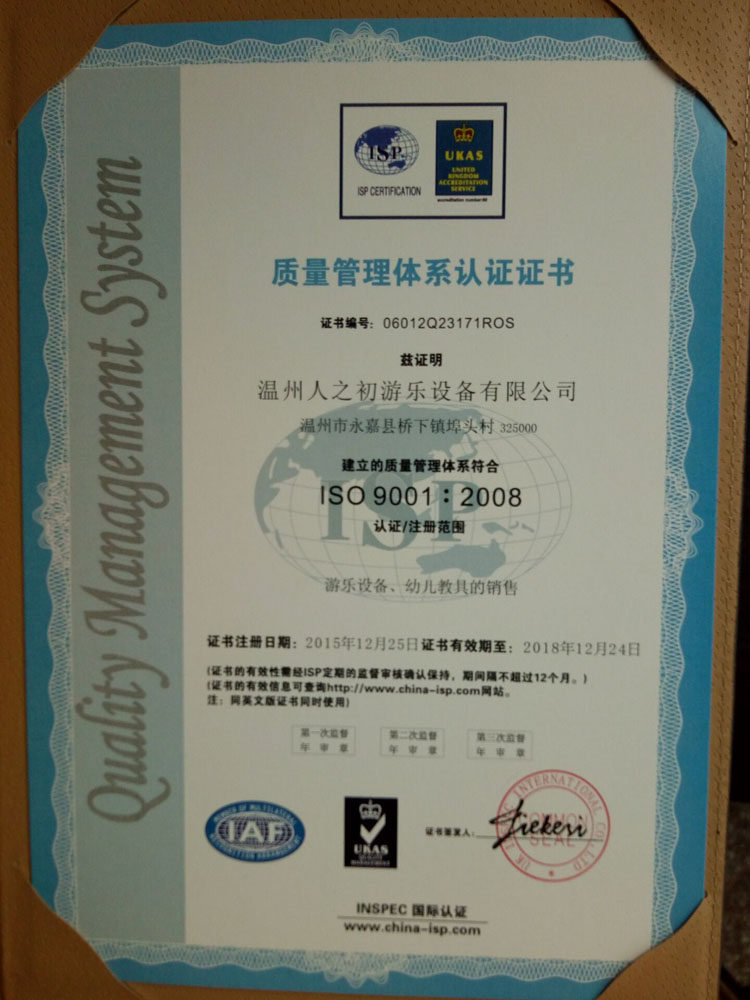 Quality Management System
ISP
ISP CERTIFICATION
UKAS
UNITED
KINGDOM
ACCREDITATION
SERVICE
质量管理体系认证证书
证书编号：06012Q23171ROS
兹证明
温州人之初游乐设备有限公司
温州市永嘉县桥下镇埠头村 325000
建立的质量管理体系符合
ISO 9001：2008
认证/注册范围
ISP
游乐设备、幼儿教具的销售
证书注册日期：2015年12月25日 证书有效期至：2018年12月24日
(证书的有效性需经ISP定期的监督审核确认保持，期间隔不超过12个月。)
(证书的有效信息可查询http://www.china-isp.com网站。
注：同英文版证书同时使用)
第一次监督
年 审 章
第二次监督
年 审 章
第三次监督
年 审 章
MEMBER OF MULTILATERAL
IAF
RECOGNITION ARRANGEMENT
UKAS
QUALITY
MANAGEMENT
证书签发人：
INTERNATIONAL CO., LTD
COMMON
SEAL
INSPEC 国际认证
www.china-isp.com